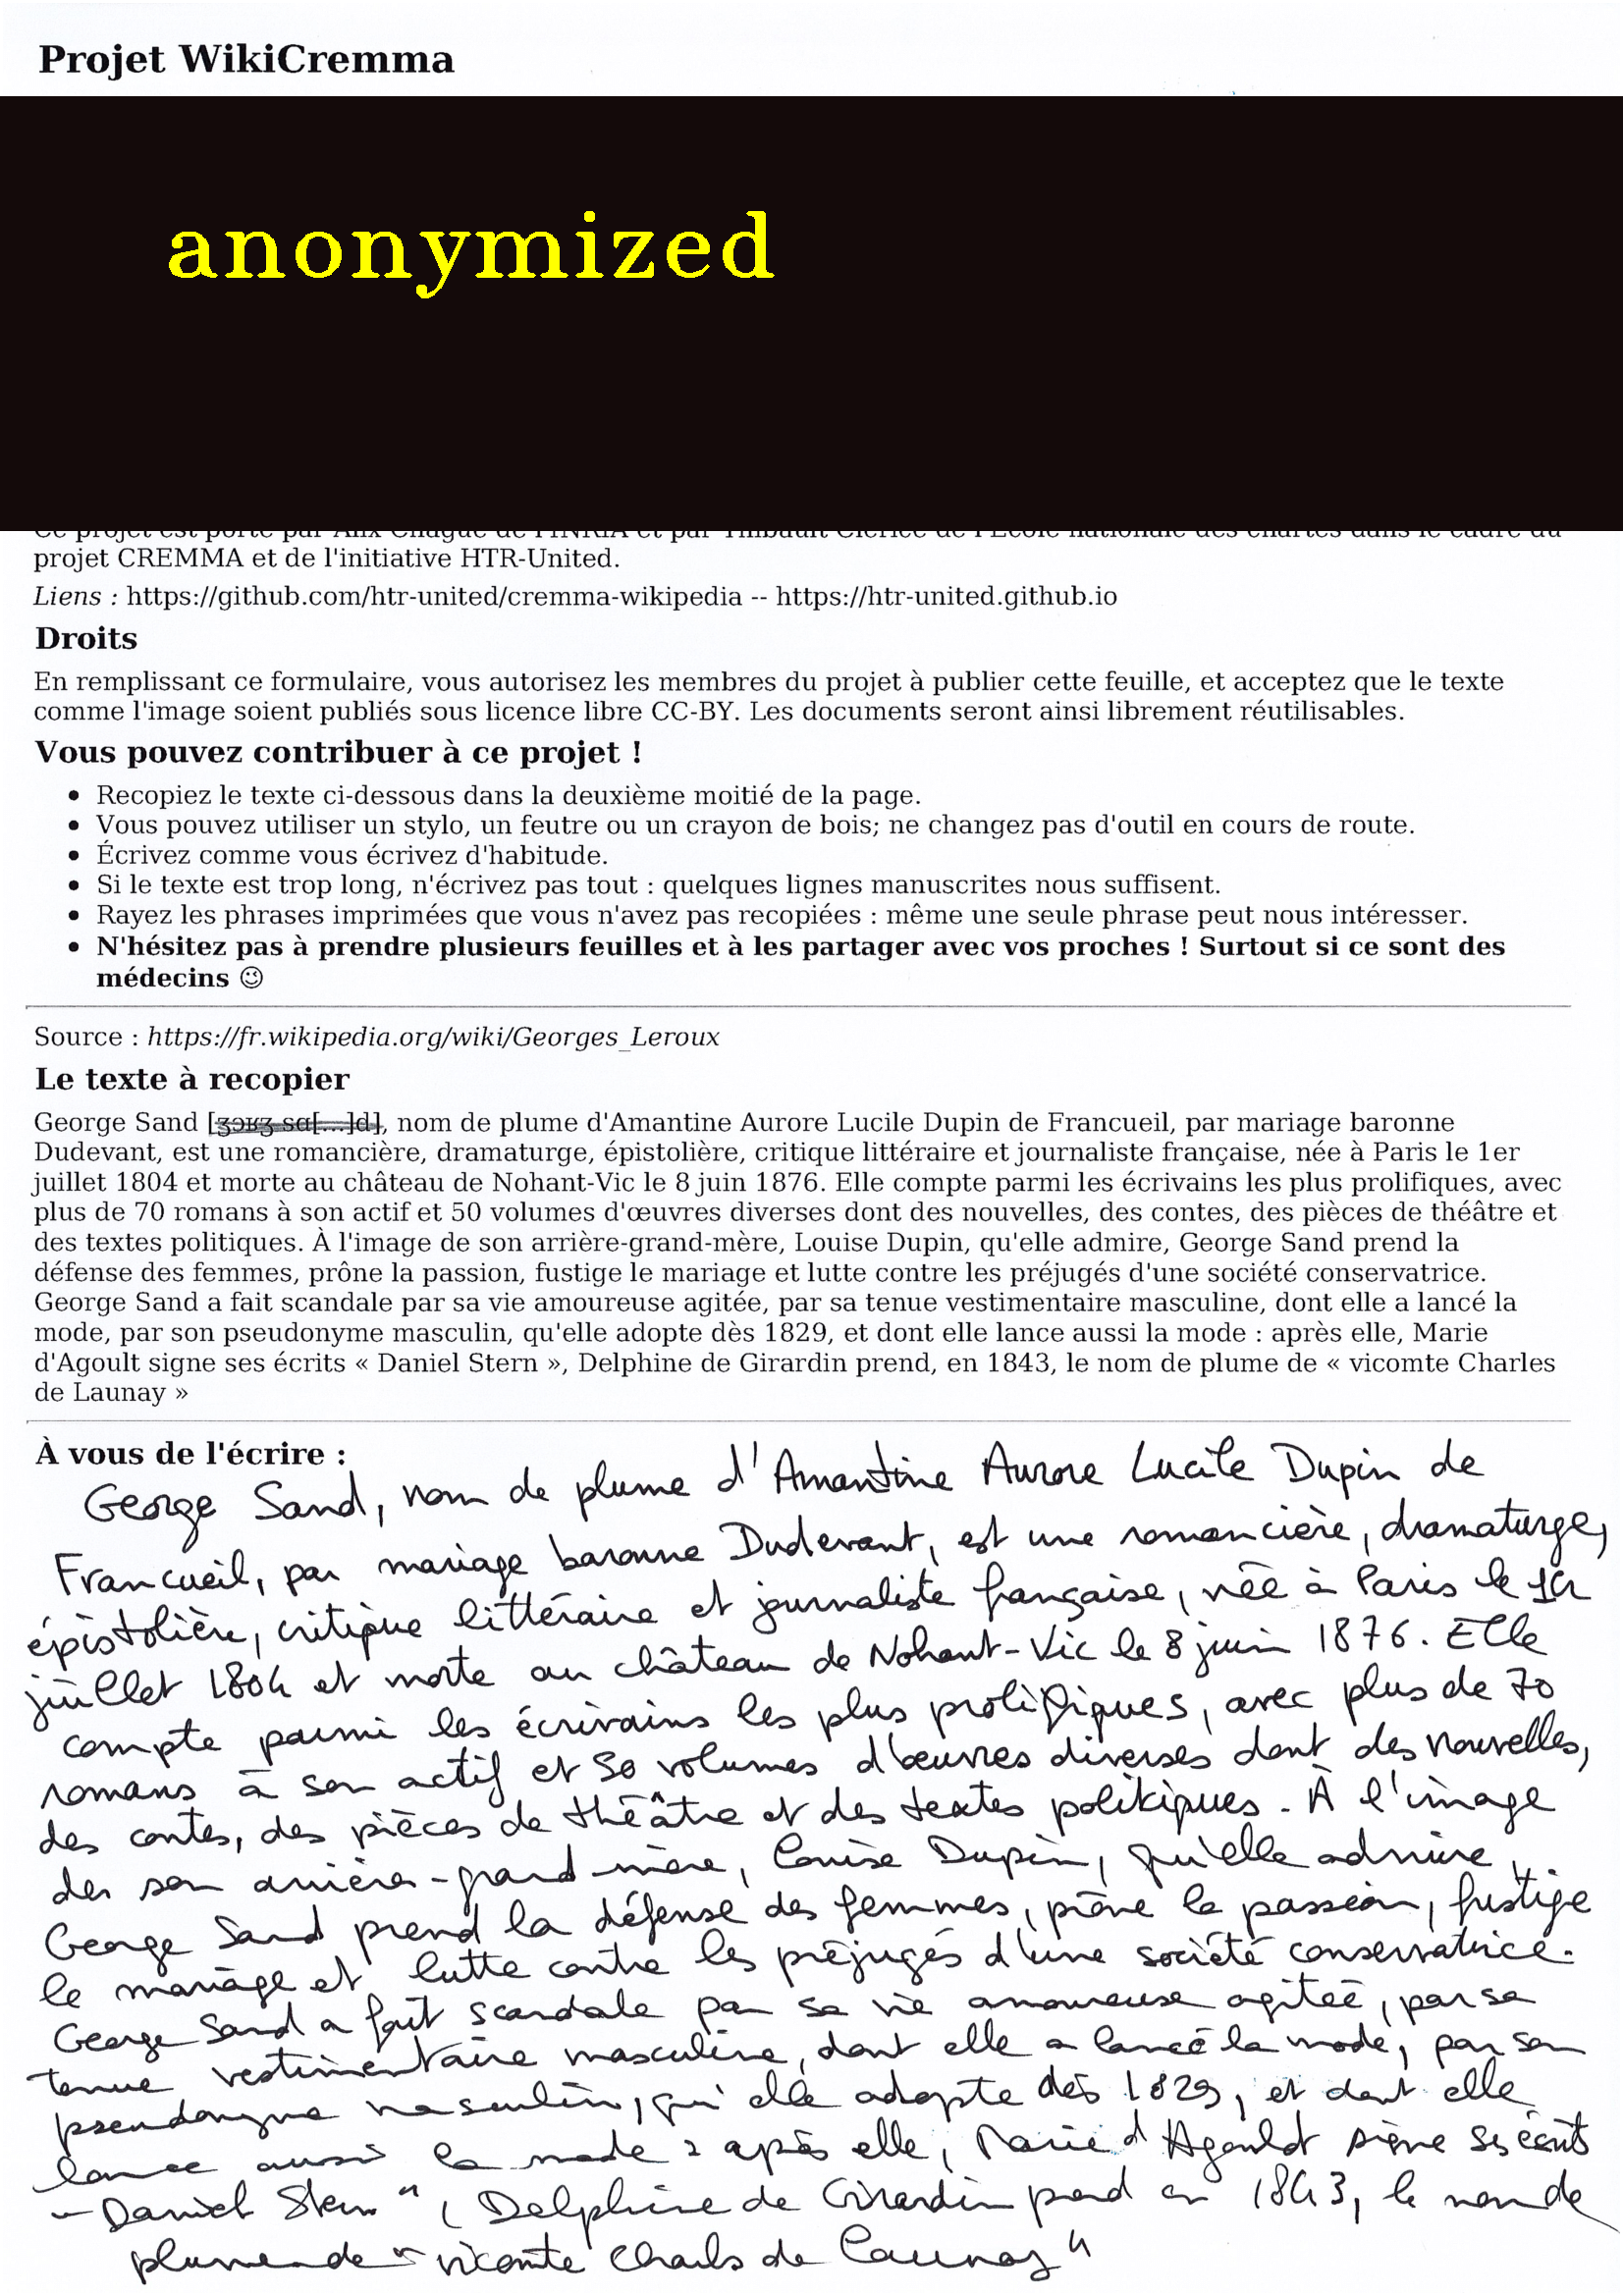 Projet WikiCremma
anonymized
Ce projet est porté par Alix Chagué de l'INRIA et par Thibault Clérice de l'École nationale des chartes dans le cadre du
projet CREMMA et de l'initiative HTR-United.
Liens : https://github.com/htr-united/cremma-wikipedia -- https://htr-united.github.io
Droits
En remplissant ce formulaire, vous autorisez les membres du projet à publier cette feuille, et acceptez que le texte
comme l'image soient publiés sous licence libre CC-BY. Les documents seront ainsi librement réutilisables.
Vous pouvez contribuer à ce projet !
• Recopiez le texte ci-dessous dans la deuxième moitié de la page.
• Vous pouvez utiliser un stylo, un feutre ou un crayon de bois; ne changez pas d'outil en cours de route.
• Écrivez comme vous écrivez d'habitude.
• Si le texte est trop long, n'écrivez pas tout : quelques lignes manuscrites nous suffisent.
• Rayez les phrases imprimées que vous n'avez pas recopiées : même une seule phrase peut nous intéresser.
• N'hésitez pas à prendre plusieurs feuilles et à les partager avec vos proches ! Surtout si ce sont des
médecins ☺
Source : https://fr.wikipedia.org/wiki/Georges_Leroux
Le texte à recopier
George Sand [ʒɔʁʒ sɑ[...]d], nom de plume d'Amantine Aurore Lucile Dupin de Francueil, par mariage baronne
Dudevant, est une romancière, dramaturge, épistolière, critique littéraire et journaliste française, née à Paris le 1er
juillet 1804 et morte au château de Nohant-Vic le 8 juin 1876. Elle compte parmi les écrivains les plus prolifiques, avec
plus de 70 romans à son actif et 50 volumes d'œuvres diverses dont des nouvelles, des contes, des pièces de théâtre et
des textes politiques. À l'image de son arrière-grand-mère, Louise Dupin, qu'elle admire, George Sand prend la
défense des femmes, prône la passion, fustige le mariage et lutte contre les préjugés d'une société conservatrice.
George Sand a fait scandale par sa vie amoureuse agitée, par sa tenue vestimentaire masculine, dont elle a lancé la
mode, par son pseudonyme masculin, qu'elle adopte dès 1829, et dont elle lance aussi la mode : après elle, Marie
d'Agoult signe ses écrits « Daniel Stern », Delphine de Girardin prend, en 1843, le nom de plume de « vicomte Charles
de Launay »
À vous de l'écrire :
George Sand, nom de plume d'Amantine Aurore Lucile Dupin de
Francueil, par mariage baronne Dudevant, est une romancière, dramaturge,
épistolière, critique littéraire et journaliste française, née à Paris le 1er
juillet 1804 et morte au château de Nohant-Vic le 8 juin 1876. Elle
compte parmi les écrivains les plus prolifiques, avec plus de 70
romans à son actif et 50 volumes d'œuvres diverses dont des nouvelles,
des contes, des pièces de théâtre et des textes politiques. À l'image
des son arrière-grand-mère, Louise Dupin, qu'elle admire,
George Sand prend la défense des femmes, prône la passion, fustige
le mariage et lutte contre les préjugés d'une société conservatrice.
George Sand a fait scandale par sa vie amoureuse agitée, par sa
tenue vestimentaire masculine, dont elle a lancé la mode, par son
pseudonyme masculin, qu'elle adopte dès 1829, et dont elle
lance aussi la mode : après elle, Marie d'Agoult signe ses écrits
"Daniel Stern", Delphine de Girardin prend en 1843, le nom de
plume de "vicomte Charles de Launay"